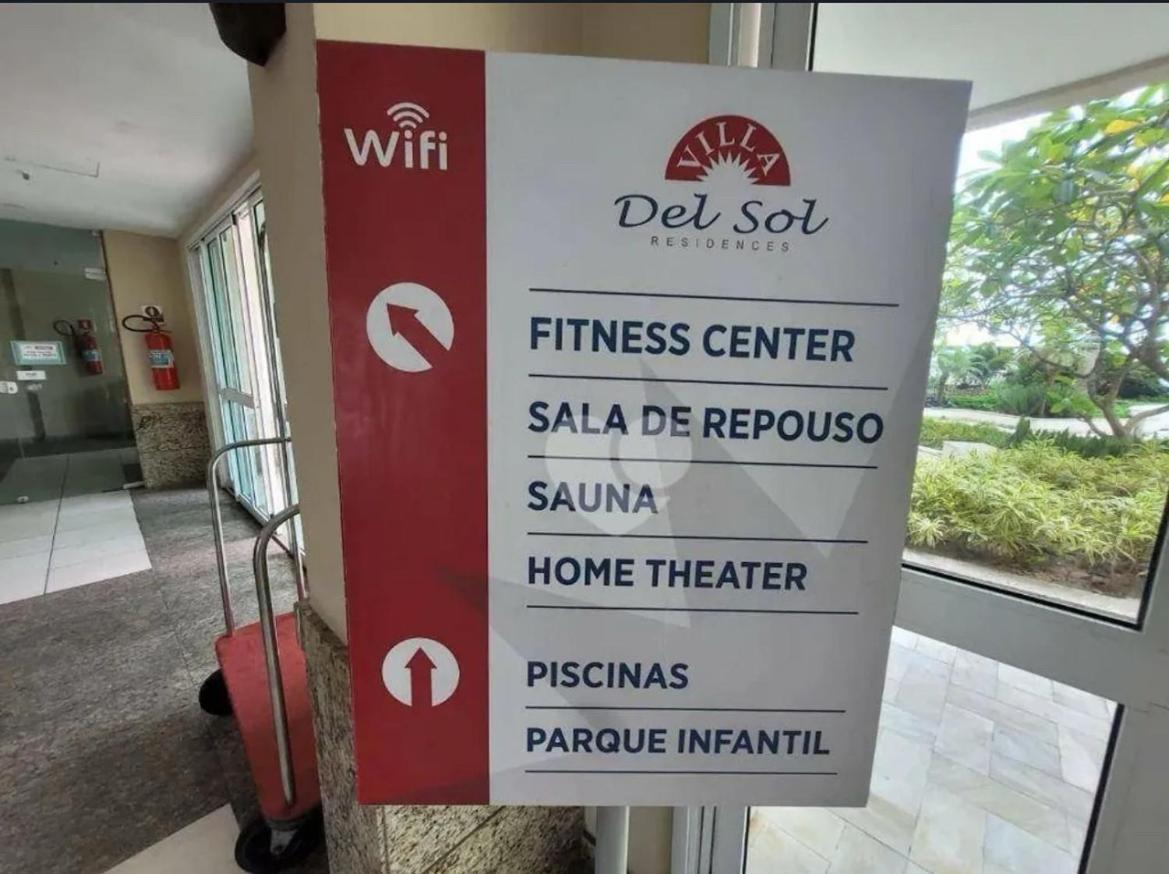 Wifi
VILLA
Del Sol
RESIDENCES
FITNESS CENTER
SALA DE REPOUSO
SAUNA
HOME THEATER
PISCINAS
PARQUE INFANTIL